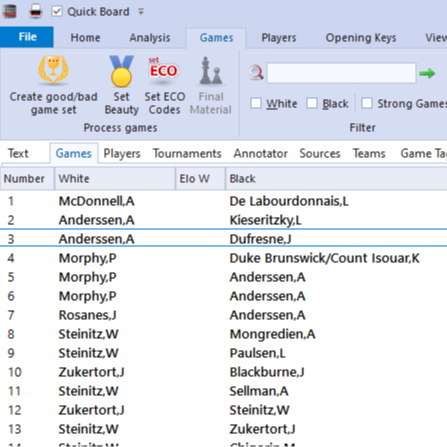 Quick Board
File Home Analysis Games Players Opening Keys View
Create good/bad game set
Set Beauty
set ECO
Set ECO Codes
Final Material
Process games
White Black Strong Games
Filter
Text Games Players Tournaments Annotator Sources Teams Game Ta
Number White Elo W Black
1 McDonnell,A De Labourdonnais,L
2 Anderssen,A Kieseritzky,L
3 Anderssen,A Dufresne,J
4 Morphy,P Duke Brunswick/Count Isouar,K
5 Morphy,P Anderssen,A
6 Morphy,P Anderssen,A
7 Rosanes,J Anderssen,A
8 Steinitz,W Mongredien,A
9 Steinitz,W Paulsen,L
10 Zukertort,J Blackburne,J
11 Steinitz,W Sellman,A
12 Zukertort,J Steinitz,W
13 Steinitz,W Zukertort,J